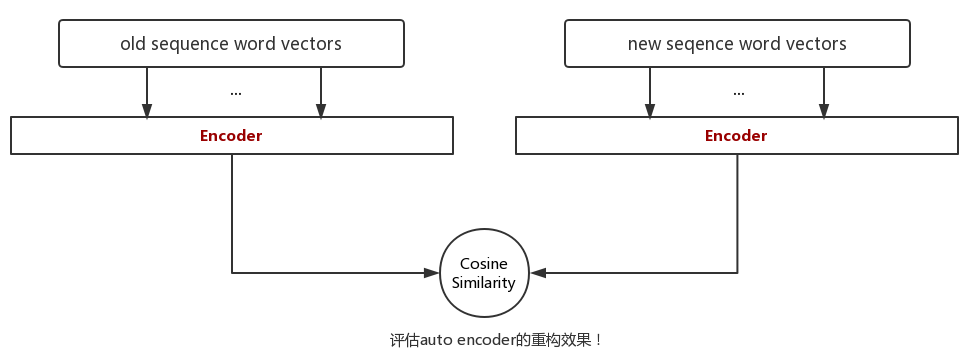 old sequence word vectors
new seqence word vectors
...
...
Encoder
Encoder
Cosine
Similarity
评估auto encoder的重构效果！